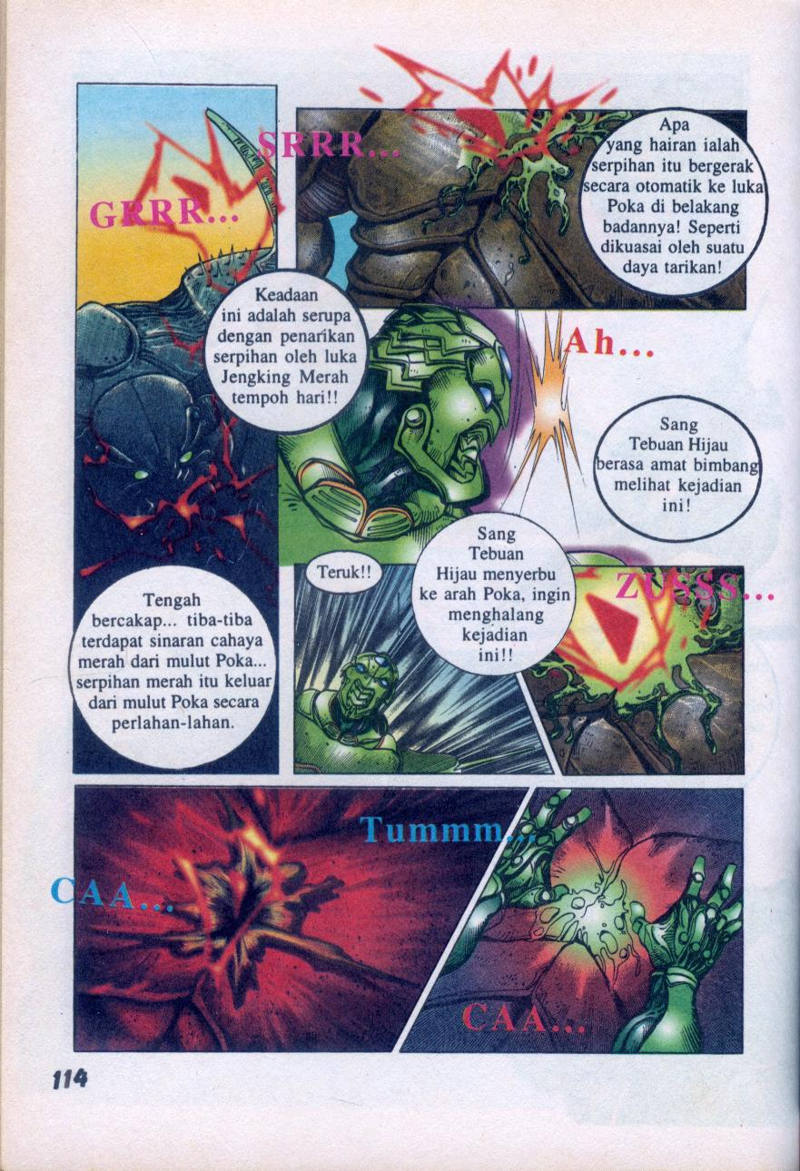 GRRR...
Tengah
bercakap... tiba-tiba
terdapat sinaran cahaya
merah dari mulut Poka...
serpihan merah itu keluar
dari mulut Poka secara
perlahan-lahan.
SRRR...
Apa
yang hairan ialah
serpihan itu bergerak
secara otomatik ke luka
Poka di belakang
badannya! Seperti
dikuasai oleh suatu
daya tarikan!
Keadaan
ini adalah serupa
dengan penarikan
serpihan oleh luka
Jengking Merah
tempoh hari!!
Ah...
Sang
Tebuan Hijau
berasa amat bimbang
melihat kejadian
ini!
Teruk!!
Sang
Tebuan
Hijau menyerbu
ke arah Poka, ingin
menghalang
kejadian
ini!!
ZUSSS...
CAA...
Tummm...
CAA...
114